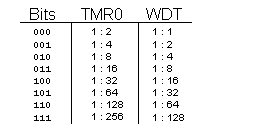 Bits TMR0 WDT
000 1 : 2 1 : 1
001 1 : 4 1 : 2
010 1 : 8 1 : 4
011 1 : 16 1 : 8
100 1 : 32 1 : 16
101 1 : 64 1 : 32
110 1 : 128 1 : 64
111 1 : 256 1 : 128